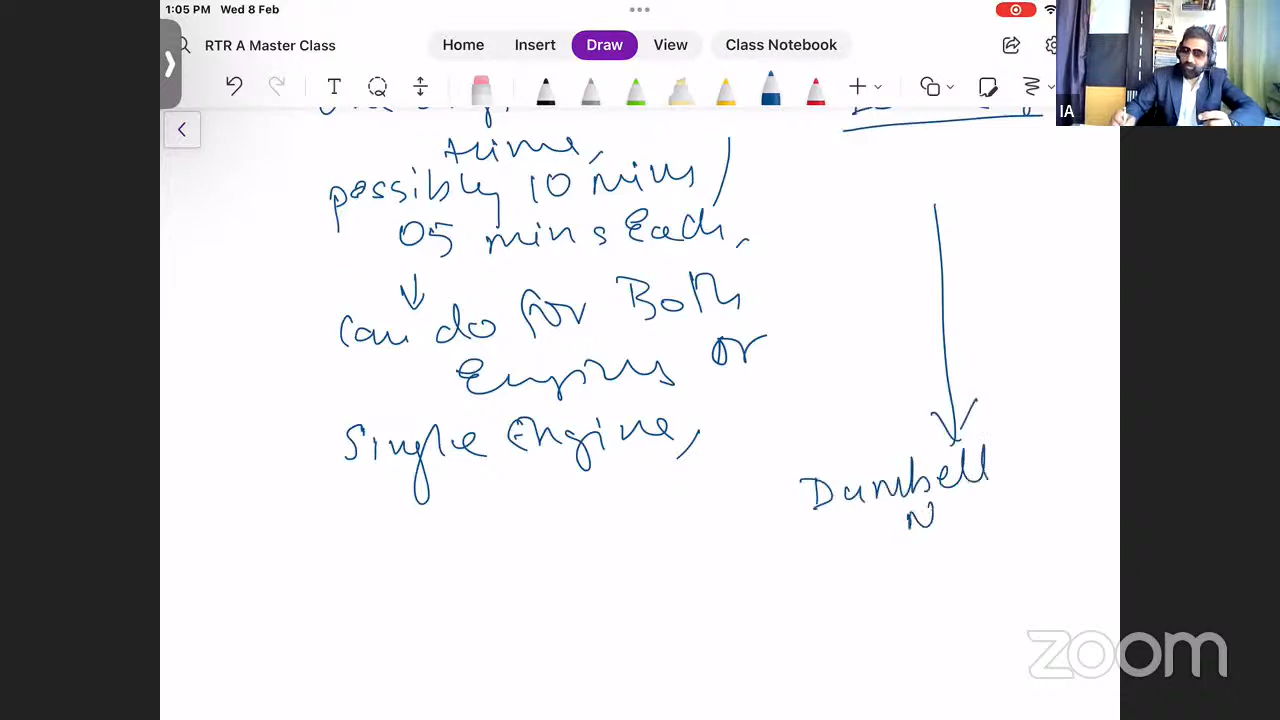 1:05 PM Wed 8 Feb
RTR A Master Class
Home Insert Draw View Class Notebook
T
IA
time,
possibly 10 mins /
05 mins Each,
can do for Both
Engines or
Single Engine,
Dumbell
N
zoom